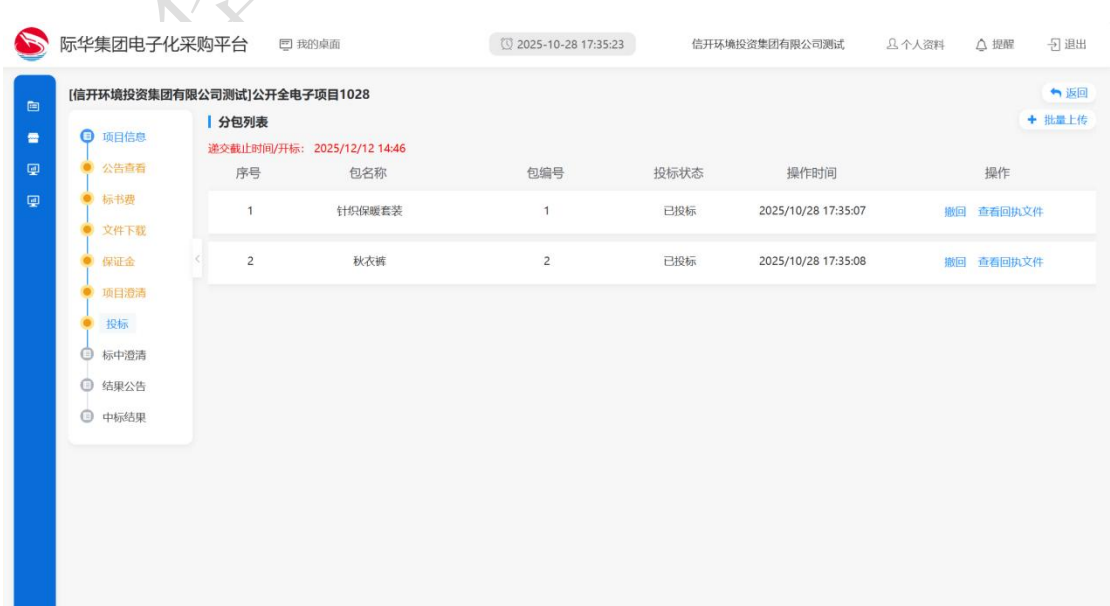 际华集团电子化采购平台 我的桌面 2025-10-28 17:35:23 信开环境投资集团有限公司测试 个人资料 提醒 退出
[信开环境投资集团有限公司测试]公开全电子项目1028
返回
批量上传
项目信息
公告查看
标书费
文件下载
保证金
项目澄清
投标
标中澄清
结果公告
中标结果
分包列表
递交截止时间/开标: 2025/12/12 14:46
序号 包名称 包编号 投标状态 操作时间 操作
1 针织保暖套装 1 已投标 2025/10/28 17:35:07 撤回 查看回执文件
2 秋衣裤 2 已投标 2025/10/28 17:35:08 撤回 查看回执文件